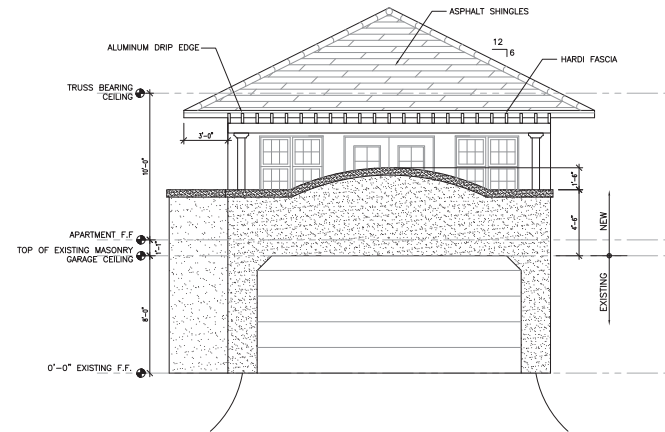 ASPHALT SHINGLES
12
6
ALUMINUM DRIP EDGE
HARDI FASCIA
TRUSS BEARING
CEILING
3'-0"
10'-0"
1'-6"
4'-6"
NEW
APARTMENT F.F
1'-1"
TOP OF EXISTING MASONRY
GARAGE CEILING
EXISTING
8'-0"
0'-0" EXISTING F.F.